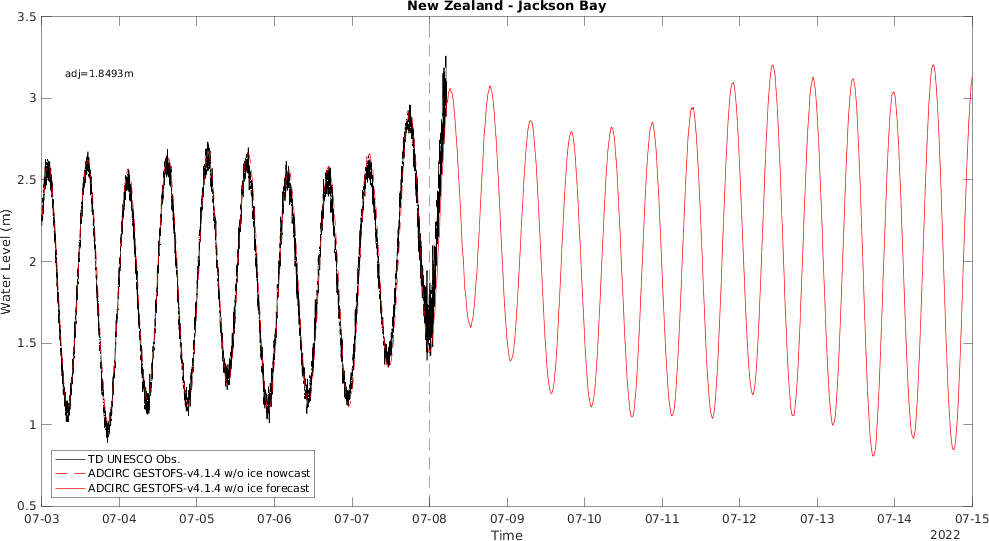 New Zealand - Jackson Bay
3.5
3
2.5
2
1.5
1
0.5
Water Level (m)
adj=1.8493m
TD UNESCO Obs.
ADCIRC GESTOFS-v4.1.4 w/o ice nowcast
ADCIRC GESTOFS-v4.1.4 w/o ice forecast
07-03 07-04 07-05 07-06 07-07 07-08 07-09 07-10 07-11 07-12 07-13 07-14 07-15
Time
2022